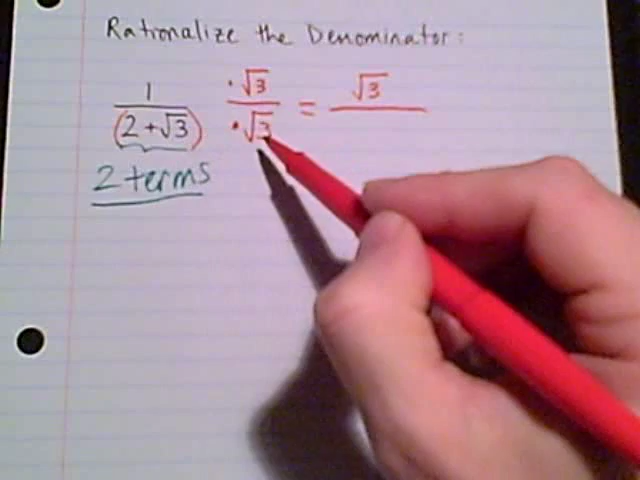 Rationalize the Denominator:
1/(2+√3) · √3/· √3 = √3/
2 terms